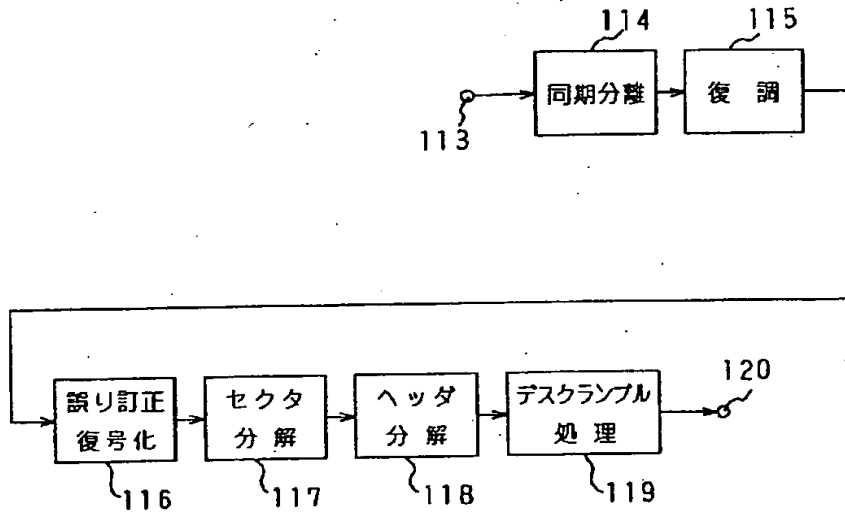 114
115
同期分離
復調
113
120
誤り訂正
復号化
セクタ
分解
ヘッダ
分解
デスクランブル
処理
116
117
118
119